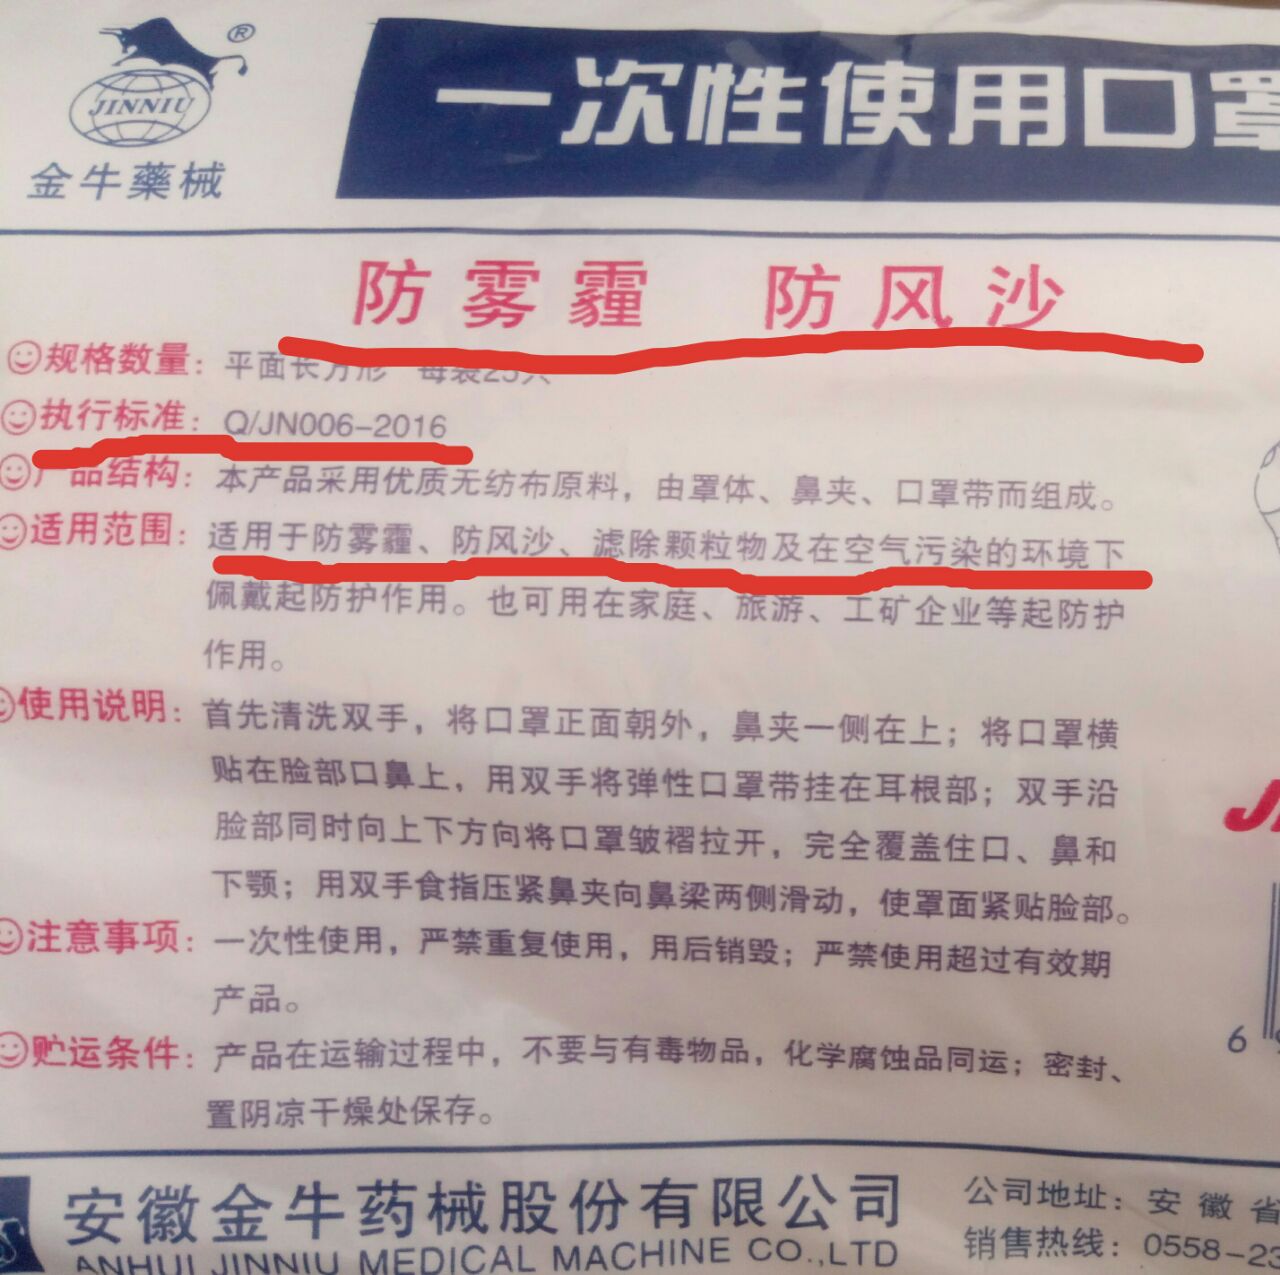 JINNIU ®
金牛藥械
一次性使用口罩
防雾霾 防风沙
规格数量：平面长方形 每袋25只
执行标准：Q/JN006-2016
产品结构：本产品采用优质无纺布原料，由罩体、鼻夹、口罩带而组成。
适用范围：适用于防雾霾、防风沙、滤除颗粒物及在空气污染的环境下
佩戴起防护作用。也可用在家庭、旅游、工矿企业等起防护
作用。
使用说明：首先清洗双手，将口罩正面朝外，鼻夹一侧在上；将口罩横
贴在脸部口鼻上，用双手将弹性口罩带挂在耳根部；双手沿
脸部同时向上下方向将口罩皱褶拉开，完全覆盖住口、鼻和
下颚；用双手食指压紧鼻夹向鼻梁两侧滑动，使罩面紧贴脸部。
注意事项：一次性使用，严禁重复使用，用后销毁；严禁使用超过有效期
产品。
贮运条件：产品在运输过程中，不要与有毒物品，化学腐蚀品同运；密封、
置阴凉干燥处保存。
6
安徽金牛药械股份有限公司
ANHUI JINNIU MEDICAL MACHINE CO.,LTD
公司地址：安徽省
销售热线：0558-23